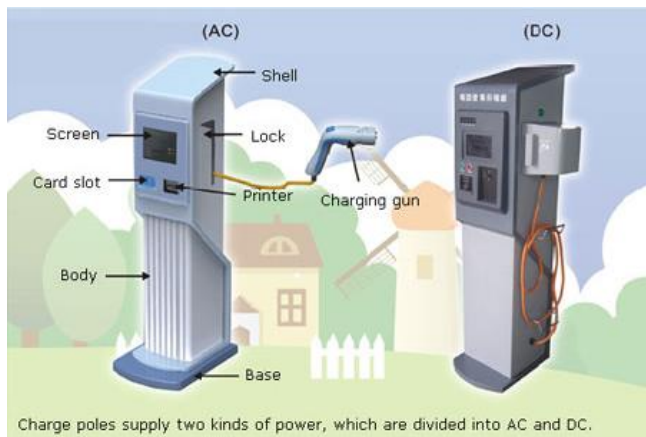 (AC)
(DC)
Shell
Screen
Lock
Card slot
Printer
Charging gun
Body
Base
Charge poles supply two kinds of power, which are divided into AC and DC.